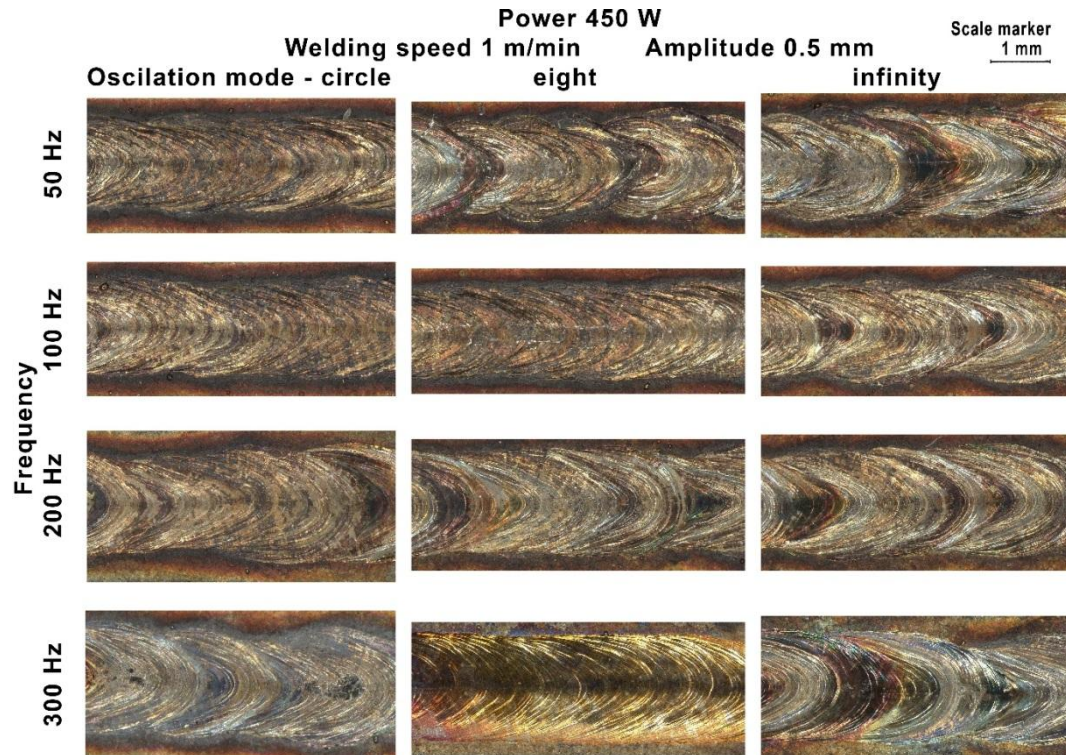 Power 450 W
Scale marker
Welding speed 1 m/min Amplitude 0.5 mm
1 mm
Oscilation mode - circle eight infinity
50 Hz
100 Hz
Frequency
200 Hz
300 Hz